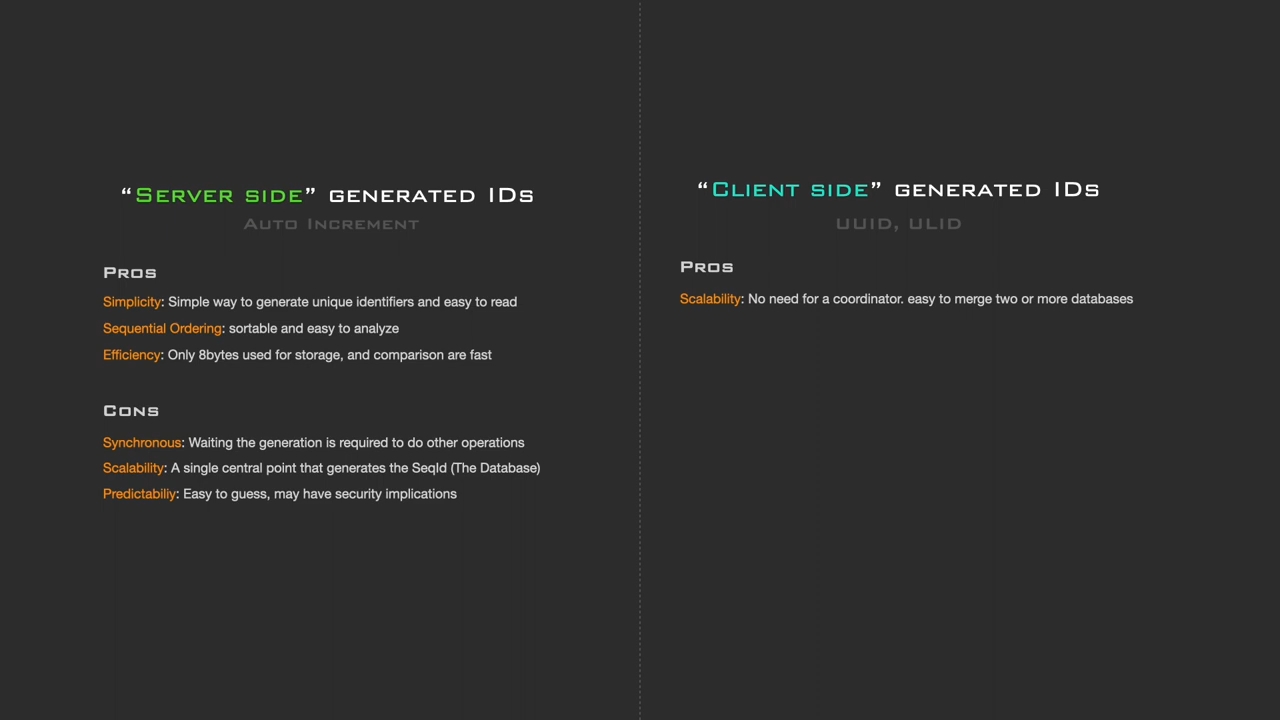 “Server side” generated IDs
Auto Increment
Pros
Simplicity: Simple way to generate unique identifiers and easy to read
Sequential Ordering: sortable and easy to analyze
Efficiency: Only 8bytes used for storage, and comparison are fast
Cons
Synchronous: Waiting the generation is required to do other operations
Scalability: A single central point that generates the SeqId (The Database)
Predictabiliy: Easy to guess, may have security implications
“Client side” generated IDs
UUID, ULID
Pros
Scalability: No need for a coordinator. easy to merge two or more databases